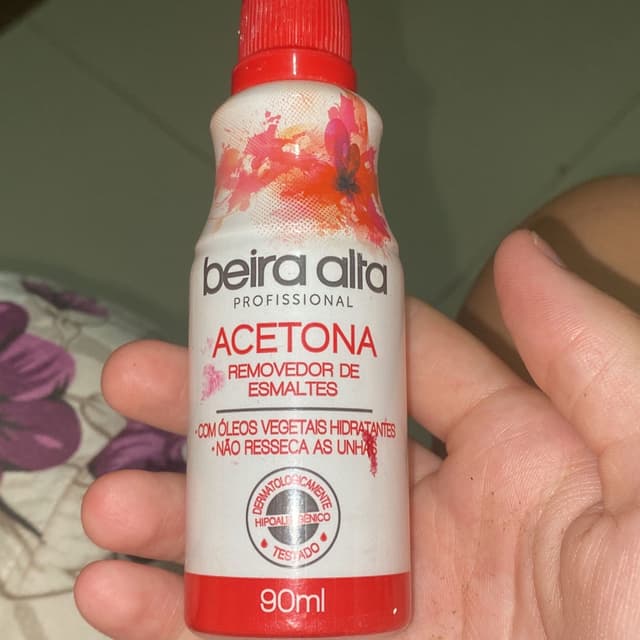 beira alta
PROFISSIONAL
ACETONA
REMOVEDOR DE
ESMALTES
•COM ÓLEOS VEGETAIS HIDRATANTES
•NÃO RESSECA AS UNHAS
DERMATOLOGICAMENTE
HIPOALERGÊNICO
• TESTADO •
90ml